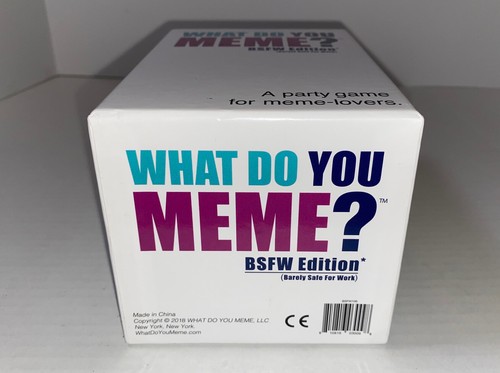 WHAT DO YOU
MEME?
BSFW Edition*
A party game
for meme-lovers.
WHAT DO YOU
MEME?™
BSFW Edition*
(Barely Safe For Work)
Made in China
Copyright © 2016 WHAT DO YOU MEME, LLC
New York, New York.
WhatDoYouMeme.com
CE